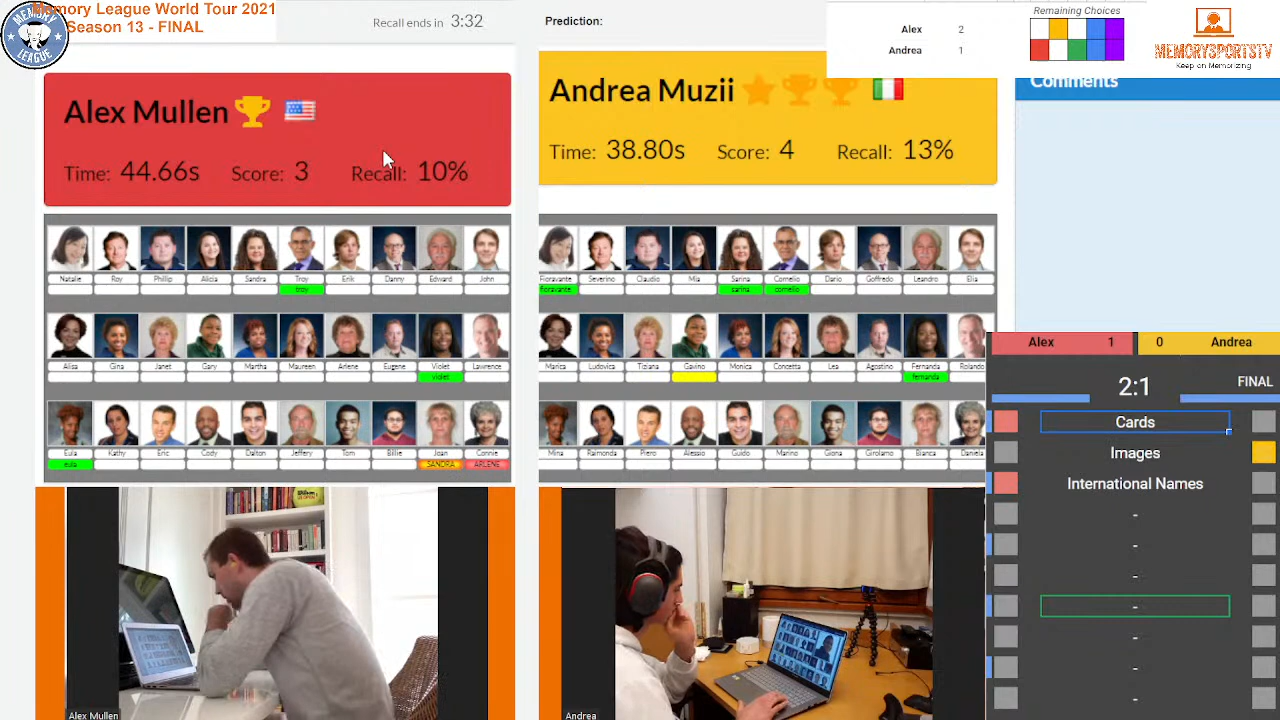 Memory League World Tour 2021
Season 13 - FINAL
MEMORY
LEAGUE
Recall ends in 3:32
Prediction:
Alex 2
Andrea 1
Remaining Choices
MEMORYSPORTSTV
Keep on Memorizing
Comments
Alex Mullen
Time: 44.66s Score: 3 Recall: 10%
Andrea Muzii
Time: 38.80s Score: 4 Recall: 13%
Natalie Roy Phillip Alicia Sandra Troy Erik Danny Edward John
troy
Alisa Gina Janet Gary Martha Maureen Arlene Eugene Violet Lawrence
violet
Eula Kathy Eric Cody Dalton Jeffery Tom Billie Joan Connie
eula SANDRA ARLENE
Fioravante Severino Claudio Mia Sarina Cornelio Dario Goffredo Leandro Elia
fioravante sarina cornelio
Marica Ludovica Tiziana Gavino Monica Concetta Lea Agostino Fernanda Rolando
fernanda
Mina Raimonda Piero Alessio Guido Marino Giona Girolamo Bianca Daniela
Alex 1 0 Andrea
2:1 FINAL
Cards
Images
International Names
-
-
-
-
-
-
-
Alex Mullen
Andrea